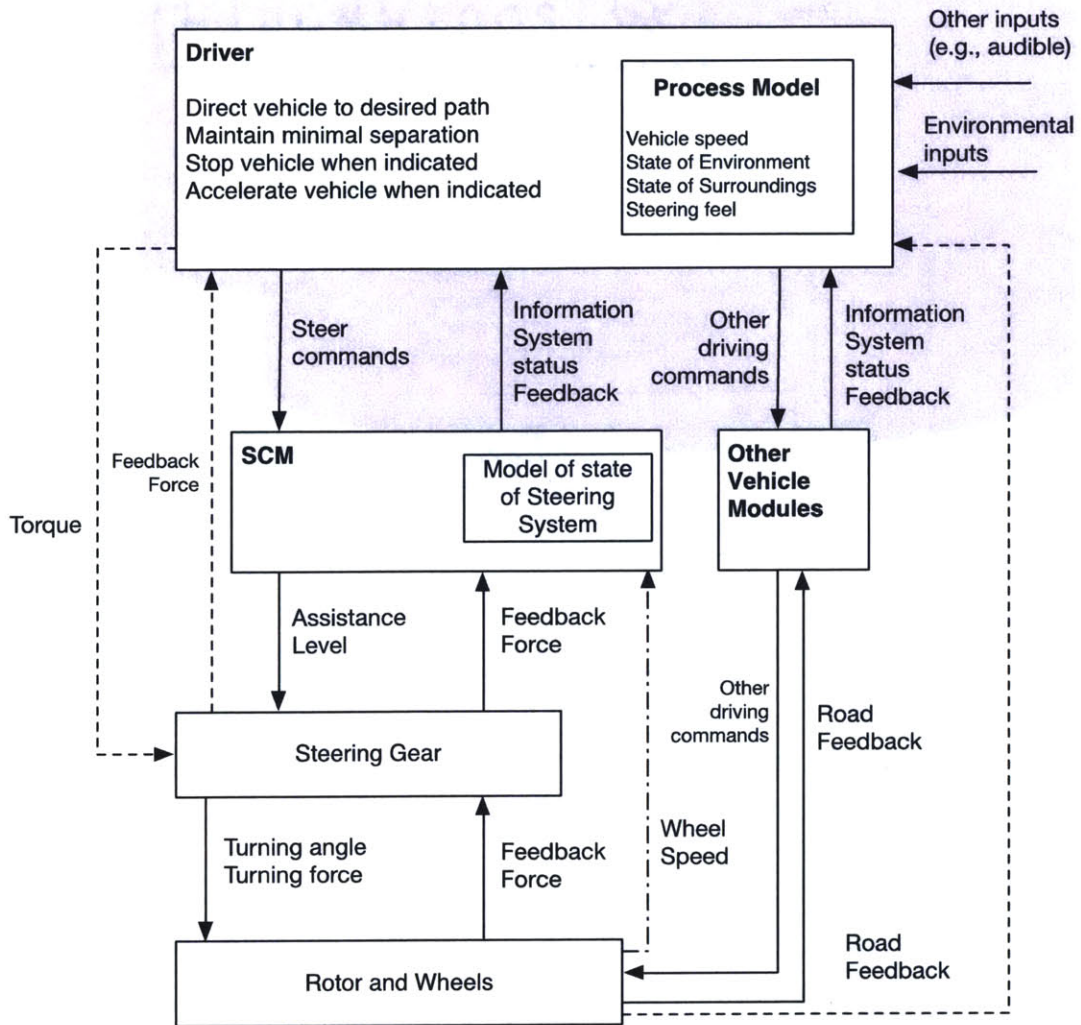 Other inputs
(e.g., audible)
Driver
Direct vehicle to desired path
Maintain minimal separation
Stop vehicle when indicated
Accelerate vehicle when indicated
Process Model
Vehicle speed
State of Environment
State of Surroundings
Steering feel
Environmental
inputs
Steer
commands
Information
System
status
Feedback
Other
driving
commands
Information
System
status
Feedback
Feedback
Force
Torque
SCM
Model of state
of Steering
System
Other
Vehicle
Modules
Assistance
Level
Feedback
Force
Other
driving
commands
Road
Feedback
Steering Gear
Turning angle
Turning force
Feedback
Force
Wheel
Speed
Rotor and Wheels
Road
Feedback